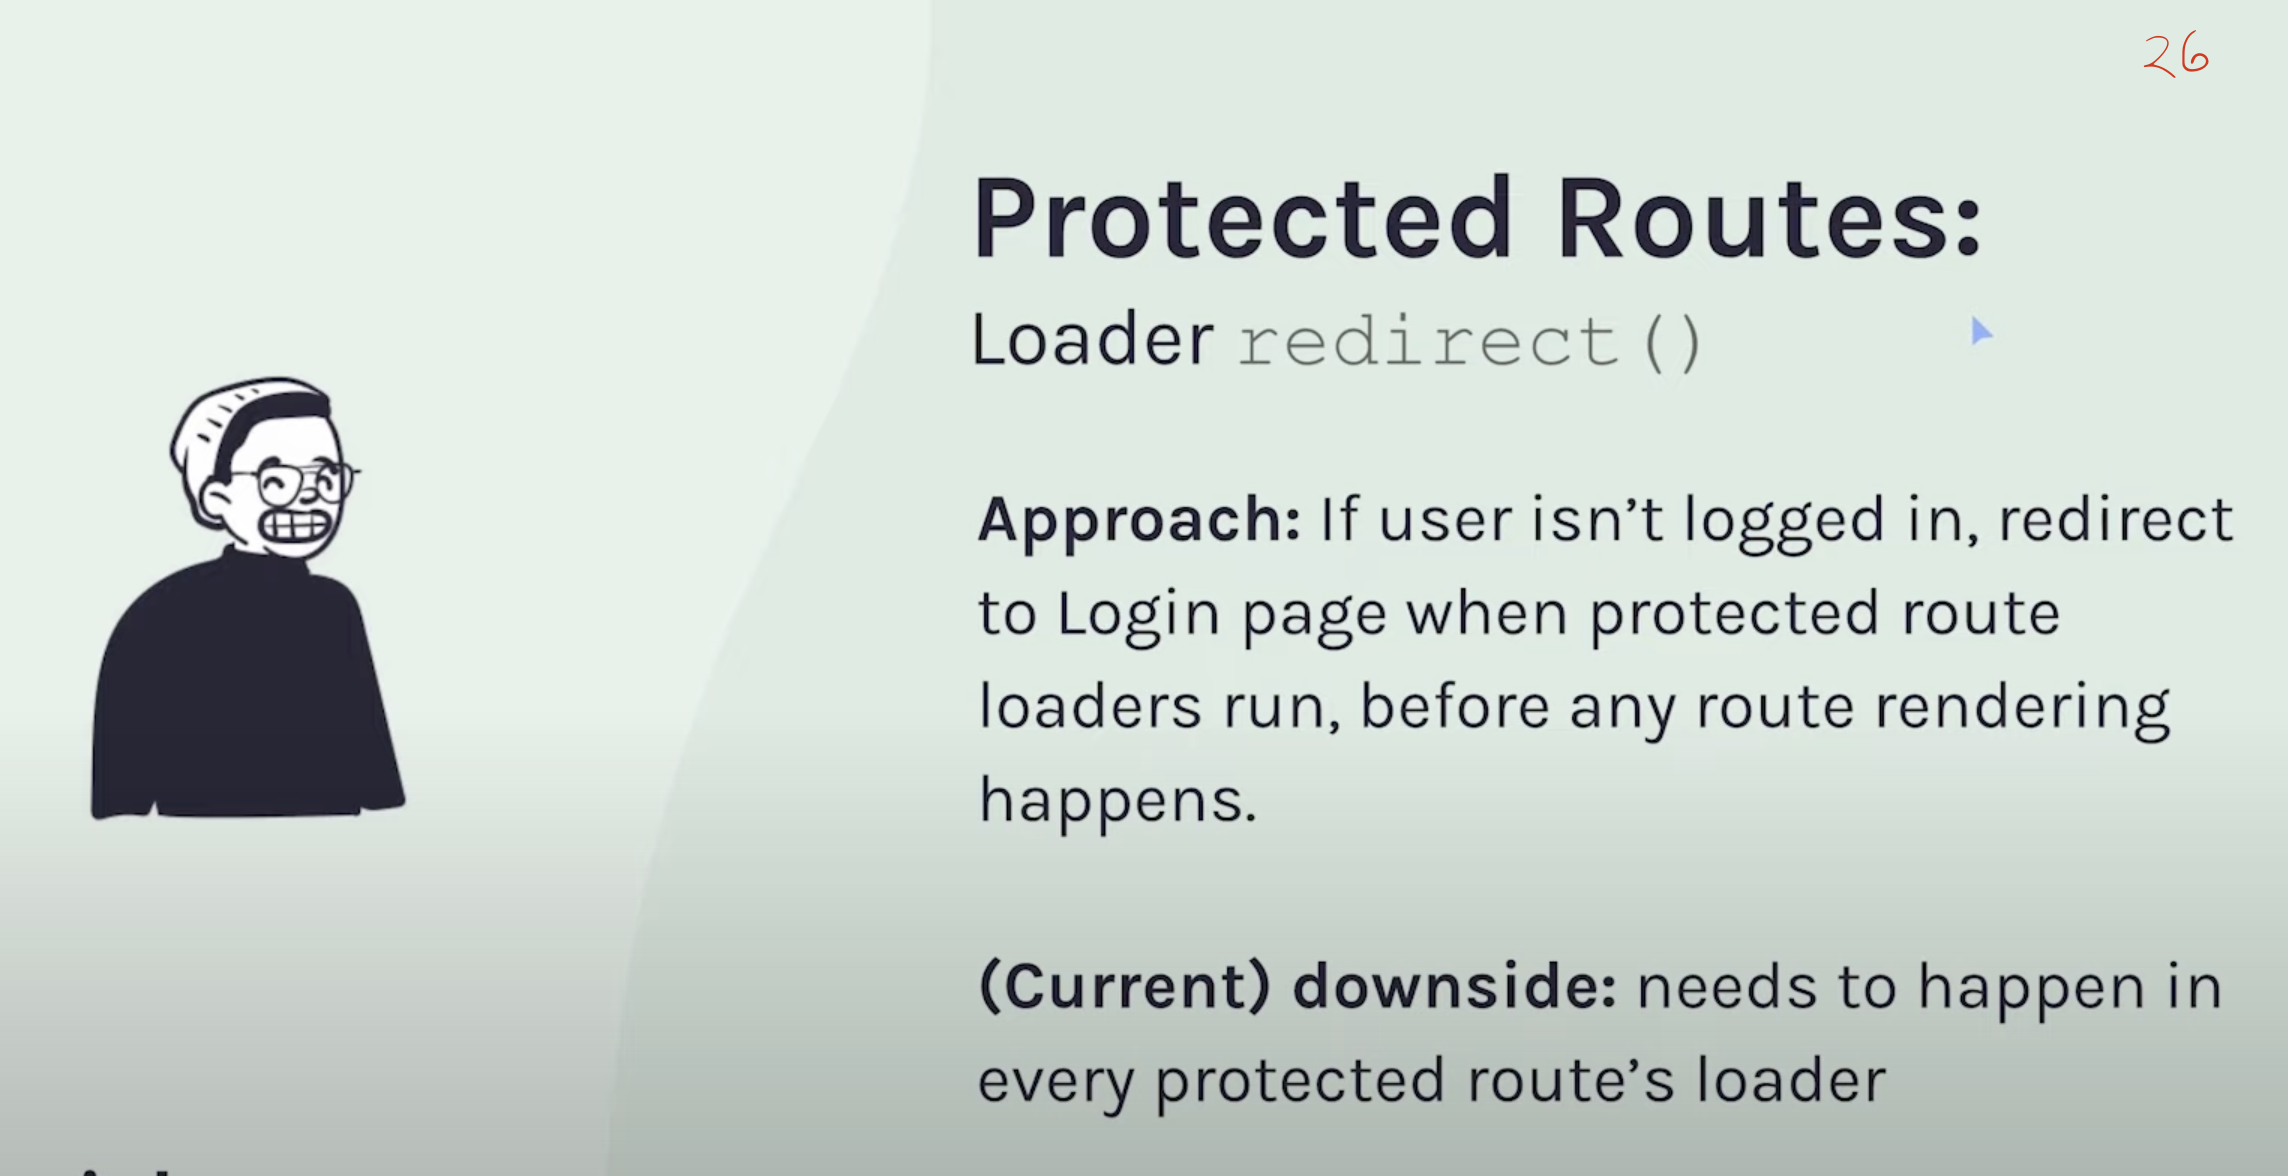 26
Protected Routes:
Loader redirect()
Approach: If user isn’t logged in, redirect
to Login page when protected route
loaders run, before any route rendering
happens.
(Current) downside: needs to happen in
every protected route’s loader